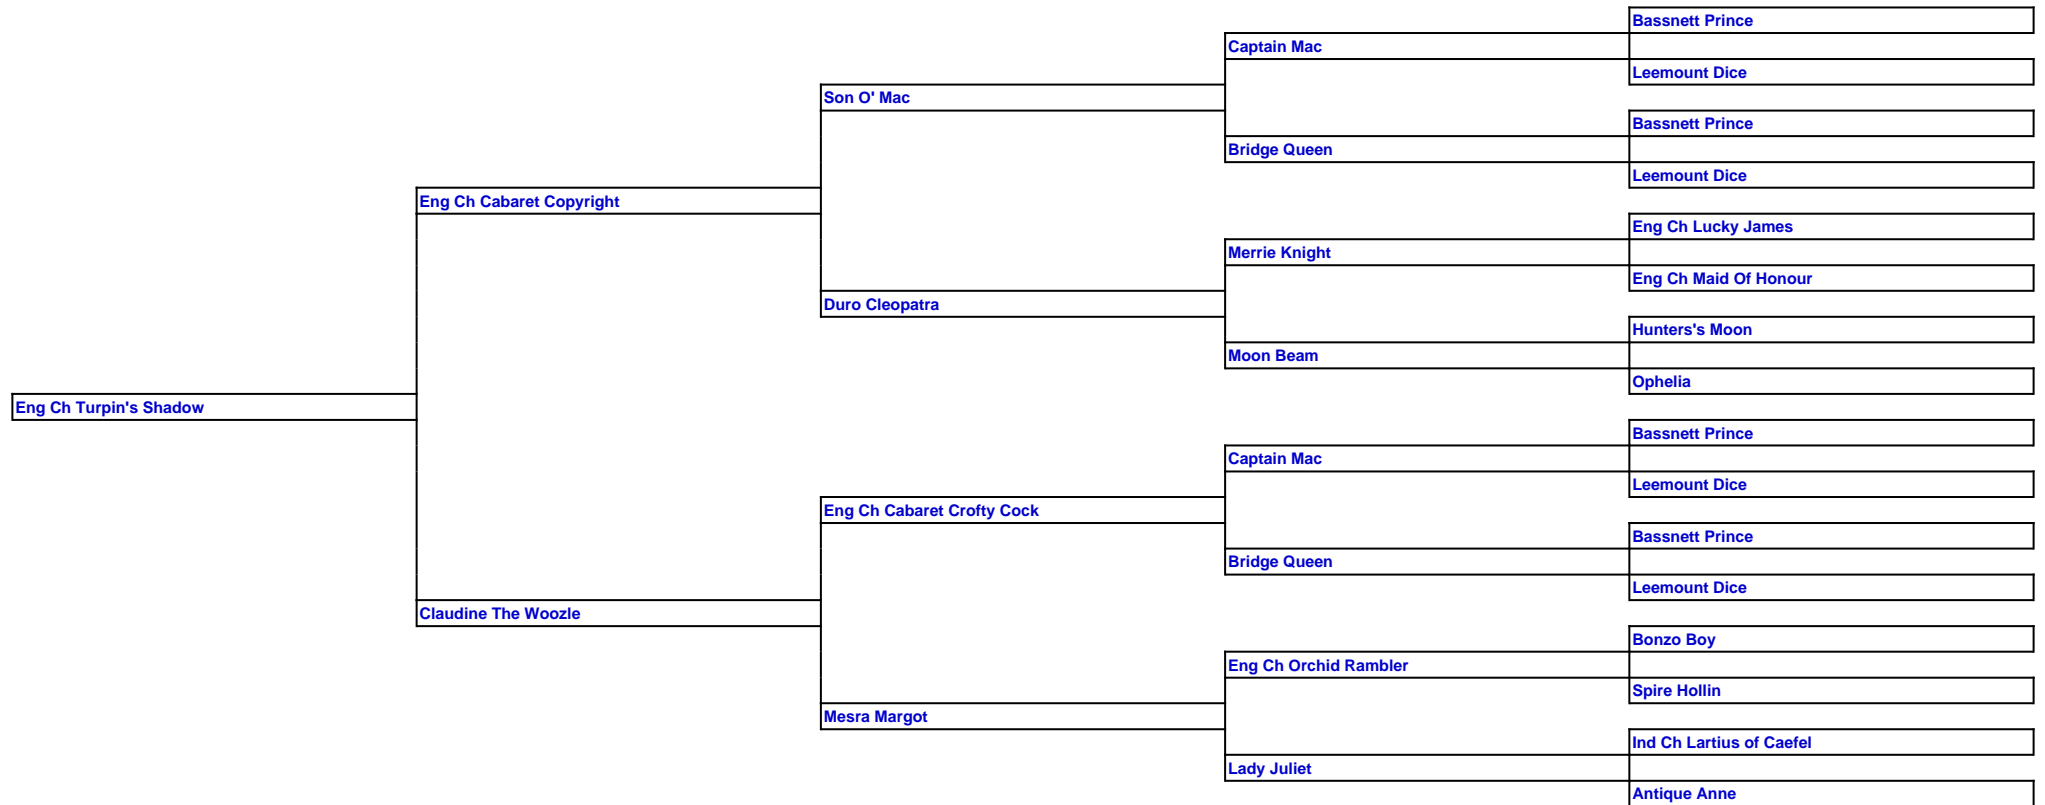 Bassnett Prince
Captain Mac
Leemount Dice
Son O' Mac
Bassnett Prince
Bridge Queen
Leemount Dice
Eng Ch Cabaret Copyright
Eng Ch Lucky James
Merrie Knight
Eng Ch Maid Of Honour
Duro Cleopatra
Hunters's Moon
Moon Beam
Ophelia
Eng Ch Turpin's Shadow
Bassnett Prince
Captain Mac
Leemount Dice
Eng Ch Cabaret Crofty Cock
Bassnett Prince
Bridge Queen
Leemount Dice
Claudine The Woozle
Bonzo Boy
Eng Ch Orchid Rambler
Spire Hollin
Mesra Margot
Ind Ch Lartius of Caefel
Lady Juliet
Antique Anne